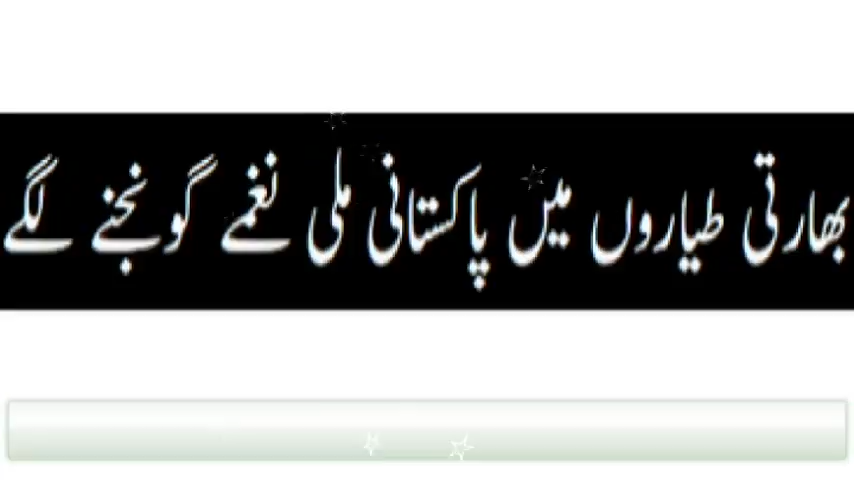 بھارتی طیاروں میں پاکستانی ملی نغمے گونجنے لگے